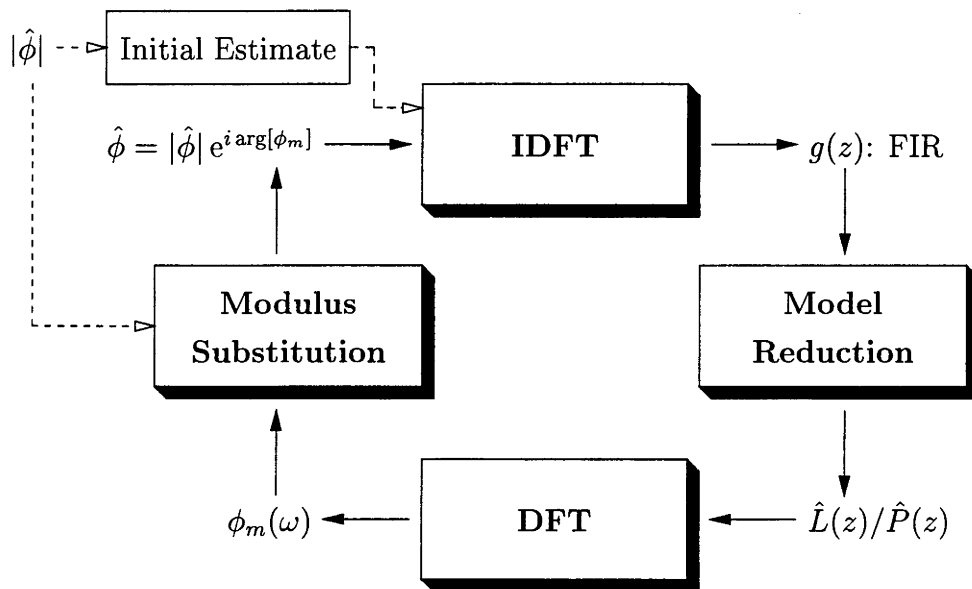 |φ̂|
Initial Estimate
φ̂ = |φ̂| e^{i arg[φ_m]}
IDFT
g(z): FIR
Modulus
Substitution
Model
Reduction
φ_m(ω)
DFT
L̂(z)/P̂(z)